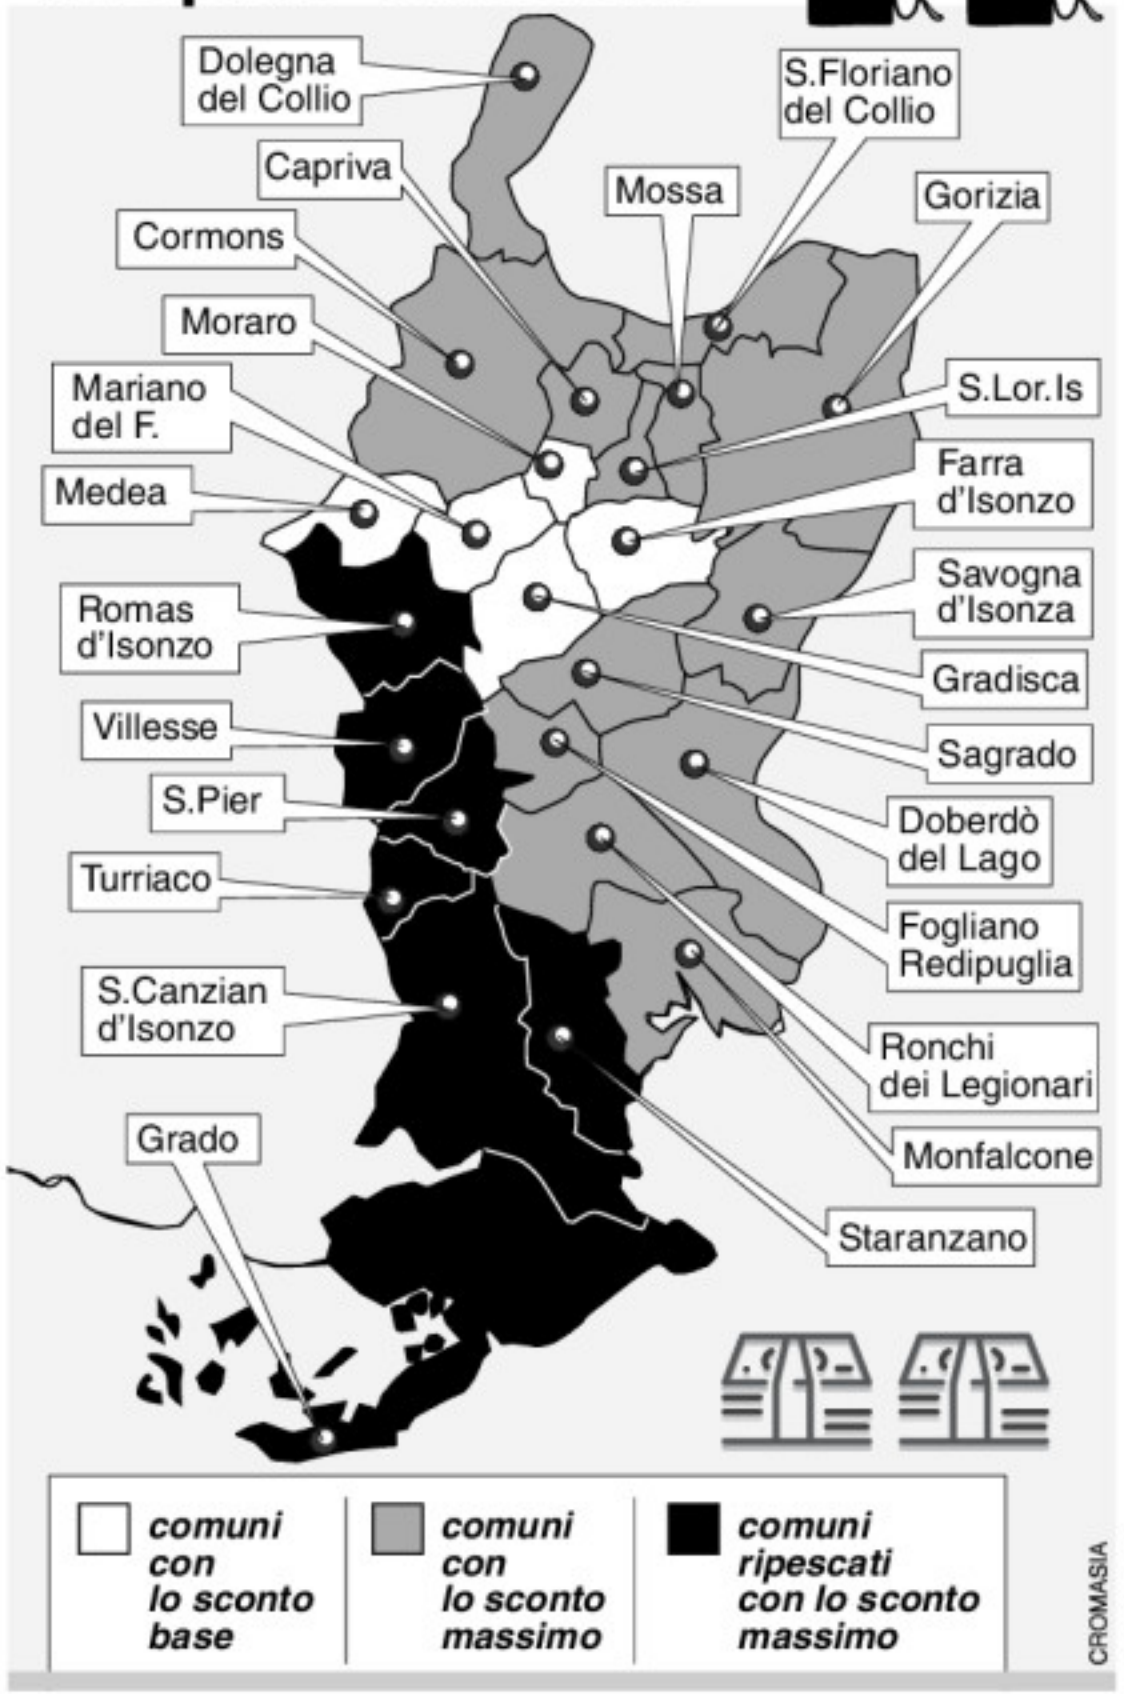 Dolegna
del Collio
S.Floriano
del Collio
Capriva
Mossa
Gorizia
Cormons
Moraro
Mariano
del F.
S.Lor.Is
Medea
Farra
d'Isonzo
Romas
d'Isonzo
Savogna
d'Isonza
Gradisca
Villesse
Sagrado
S.Pier
Doberdò
del Lago
Turriaco
Fogliano
Redipuglia
S.Canzian
d'Isonzo
Ronchi
dei Legionari
Grado
Monfalcone
Staranzano
comuni
con
lo sconto
base
comuni
con
lo sconto
massimo
comuni
ripescati
con lo sconto
massimo
CROMASIA